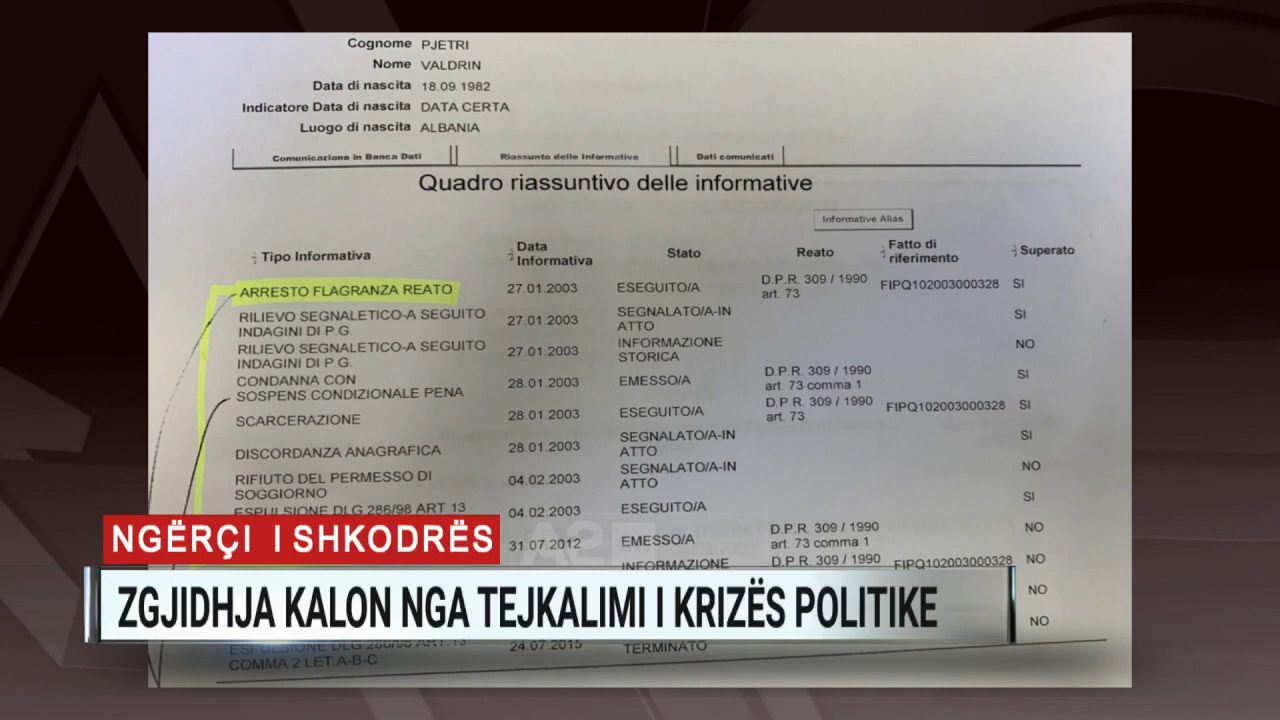 Cognome PJETRI
Nome VALDRIN
Data di nascita 18.09.1982
Indicatore Data di nascita DATA CERTA
Luogo di nascita ALBANIA
Comunicazione in Banca Dati Riassunto delle Informative Dati comunicati
Quadro riassuntivo delle informative
Informative Alias
Tipo Informativa Data Informativa Stato Reato Fatto di riferimento Superato
ARRESTO FLAGRANZA REATO 27.01.2003 ESEGUITO/A D.P.R. 309 / 1990 art. 73 FIPQ102003000328 SI
RILIEVO SEGNALETICO-A SEGUITO INDAGINI DI P.G. 27.01.2003 SEGNALATO/A-IN ATTO SI
RILIEVO SEGNALETICO-A SEGUITO INDAGINI DI P.G. 27.01.2003 INFORMAZIONE STORICA NO
CONDANNA CON SOSPENS.CONDIZIONALE PENA 28.01.2003 EMESSO/A D.P.R. 309 / 1990 art. 73 comma 1 SI
SCARCERAZIONE 28.01.2003 ESEGUITO/A D.P.R. 309 / 1990 art. 73 FIPQ102003000328 SI
DISCORDANZA ANAGRAFICA 28.01.2003 SEGNALATO/A-IN ATTO SI
RIFIUTO DEL PERMESSO DI SOGGIORNO 04.02.2003 SEGNALATO/A-IN ATTO NO
ESPULSIONE DLG 286/98 ART 13 04.02.2003 ESEGUITO/A SI
31.07.2012 EMESSO/A D.P.R. 309 / 1990 art. 73 comma 1 NO
INFORMAZIONE D.P.R. 309 / 1990 FIPQ102003000328 NO
NO
NO
ESPULSIONE DLG 286/98 ART 13 COMMA 2 LET.A-B-C 24.07.2015 TERMINATO
A2
NGËRÇI I SHKODRËS
ZGJIDHJA KALON NGA TEJKALIMI I KRIZËS POLITIKE